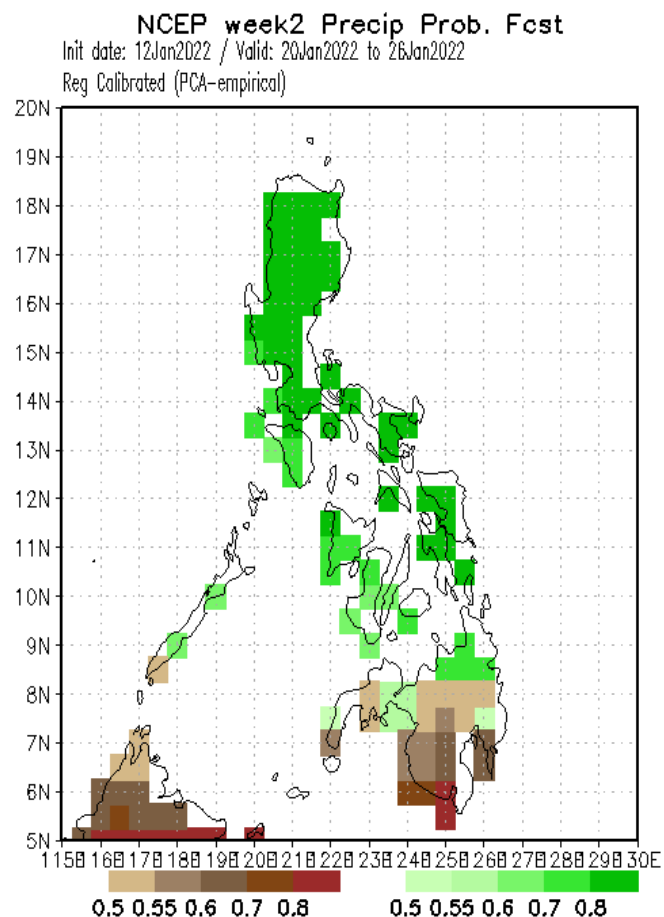 NCEP week2 Precip Prob. Fcst
Init date: 12Jan2022 / Valid: 20Jan2022 to 26Jan2022
Reg Calibrated (PCA-empirical)
20N
19N
18N
17N
16N
15N
14N
13N
12N
11N
10N
9N
8N
7N
6N
5N
115E 116E 117E 118E 119E 120E 121E 122E 123E 124E 125E 126E 127E 128E 129E 130E
0.5 0.55 0.6 0.7 0.8 0.5 0.55 0.6 0.7 0.8